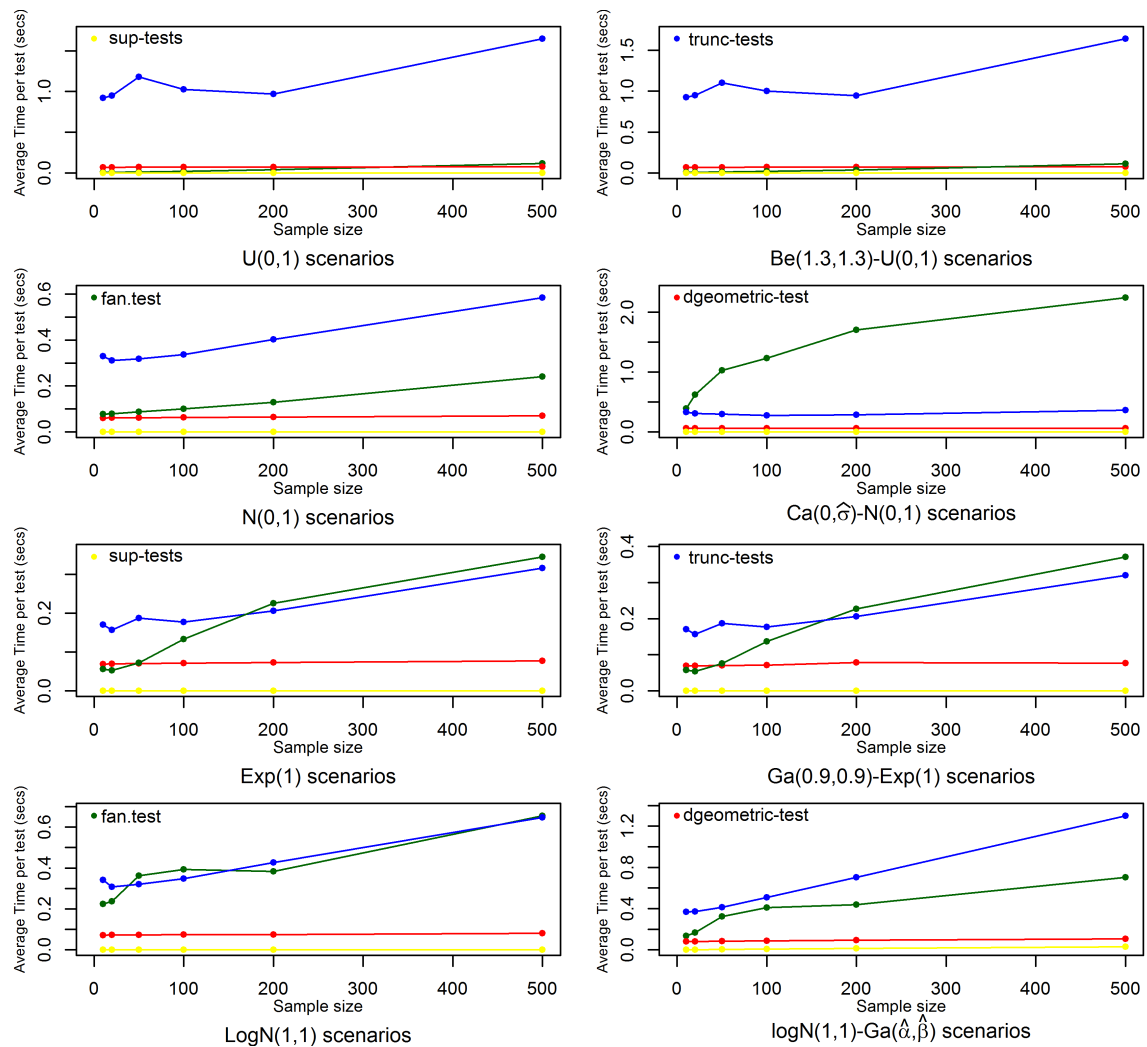 sup-tests
Average Time per test (secs)
0.0 1.0
0 100 200 300 400 500
Sample size
U(0,1) scenarios
trunc-tests
Average Time per test (secs)
0.0 0.5 1.0 1.5
0 100 200 300 400 500
Sample size
Be(1.3,1.3)-U(0,1) scenarios
fan.test
Average Time per test (secs)
0.0 0.2 0.4 0.6
0 100 200 300 400 500
Sample size
N(0,1) scenarios
dgeometric-test
Average Time per test (secs)
0.0 1.0 2.0
0 100 200 300 400 500
Sample size
Ca(0,σ̂)-N(0,1) scenarios
sup-tests
Average Time per test (secs)
0.0 0.2
0 100 200 300 400 500
Sample size
Exp(1) scenarios
trunc-tests
Average Time per test (secs)
0.0 0.2 0.4
0 100 200 300 400 500
Sample size
Ga(0.9,0.9)-Exp(1) scenarios
fan.test
Average Time per test (secs)
0.0 0.2 0.4 0.6
0 100 200 300 400 500
Sample size
LogN(1,1) scenarios
dgeometric-test
Average Time per test (secs)
0.0 0.4 0.8 1.2
0 100 200 300 400 500
Sample size
logN(1,1)-Ga(α̂,β̂) scenarios